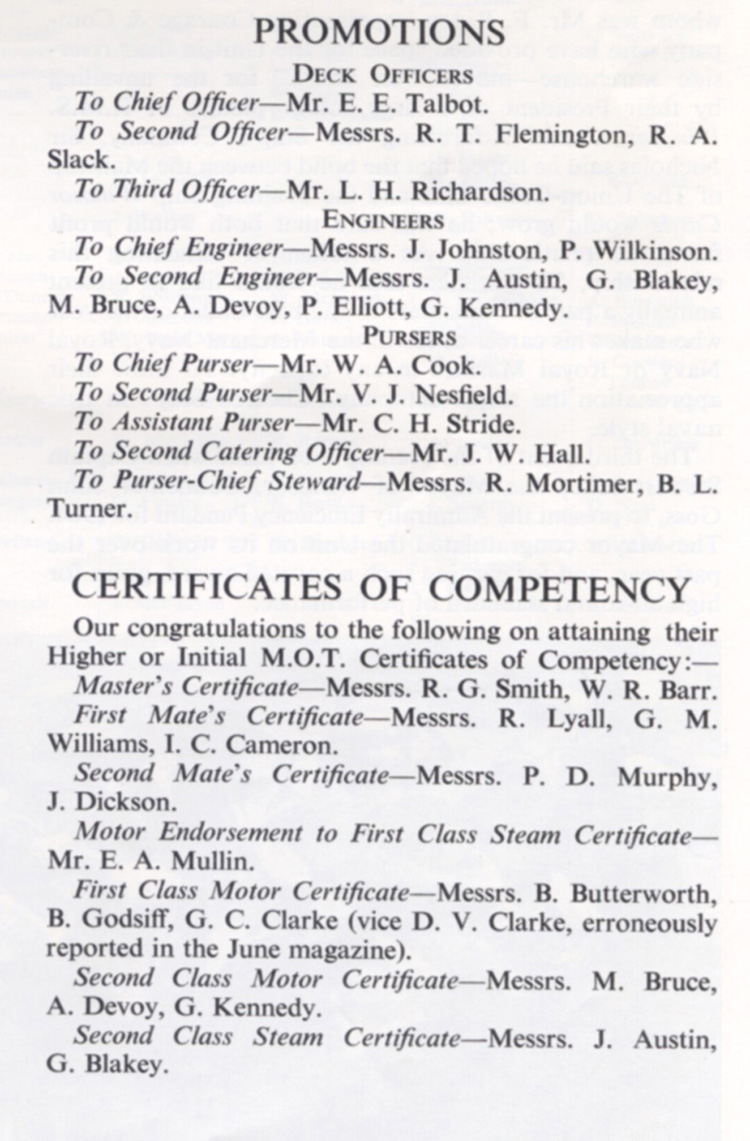 PROMOTIONS
DECK OFFICERS
To Chief Officer—Mr. E. E. Talbot.
To Second Officer—Messrs. R. T. Flemington, R. A.
Slack.
To Third Officer—Mr. L. H. Richardson.
ENGINEERS
To Chief Engineer—Messrs. J. Johnston, P. Wilkinson.
To Second Engineer—Messrs. J. Austin, G. Blakey,
M. Bruce, A. Devoy, P. Elliott, G. Kennedy.
PURSERS
To Chief Purser—Mr. W. A. Cook.
To Second Purser—Mr. V. J. Nesfield.
To Assistant Purser—Mr. C. H. Stride.
To Second Catering Officer—Mr. J. W. Hall.
To Purser-Chief Steward—Messrs. R. Mortimer, B. L.
Turner.
CERTIFICATES OF COMPETENCY
Our congratulations to the following on attaining their
Higher or Initial M.O.T. Certificates of Competency:—
Master's Certificate—Messrs. R. G. Smith, W. R. Barr.
First Mate's Certificate—Messrs. R. Lyall, G. M.
Williams, I. C. Cameron.
Second Mate's Certificate—Messrs. P. D. Murphy,
J. Dickson.
Motor Endorsement to First Class Steam Certificate—
Mr. E. A. Mullin.
First Class Motor Certificate—Messrs. B. Butterworth,
B. Godsiff, G. C. Clarke (vice D. V. Clarke, erroneously
reported in the June magazine).
Second Class Motor Certificate—Messrs. M. Bruce,
A. Devoy, G. Kennedy.
Second Class Steam Certificate—Messrs. J. Austin,
G. Blakey.